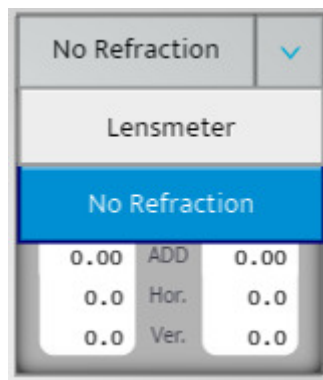 No Refraction
Lensmeter
No Refraction
0.00 ADD 0.00
0.0 Hor. 0.0
0.0 Ver. 0.0